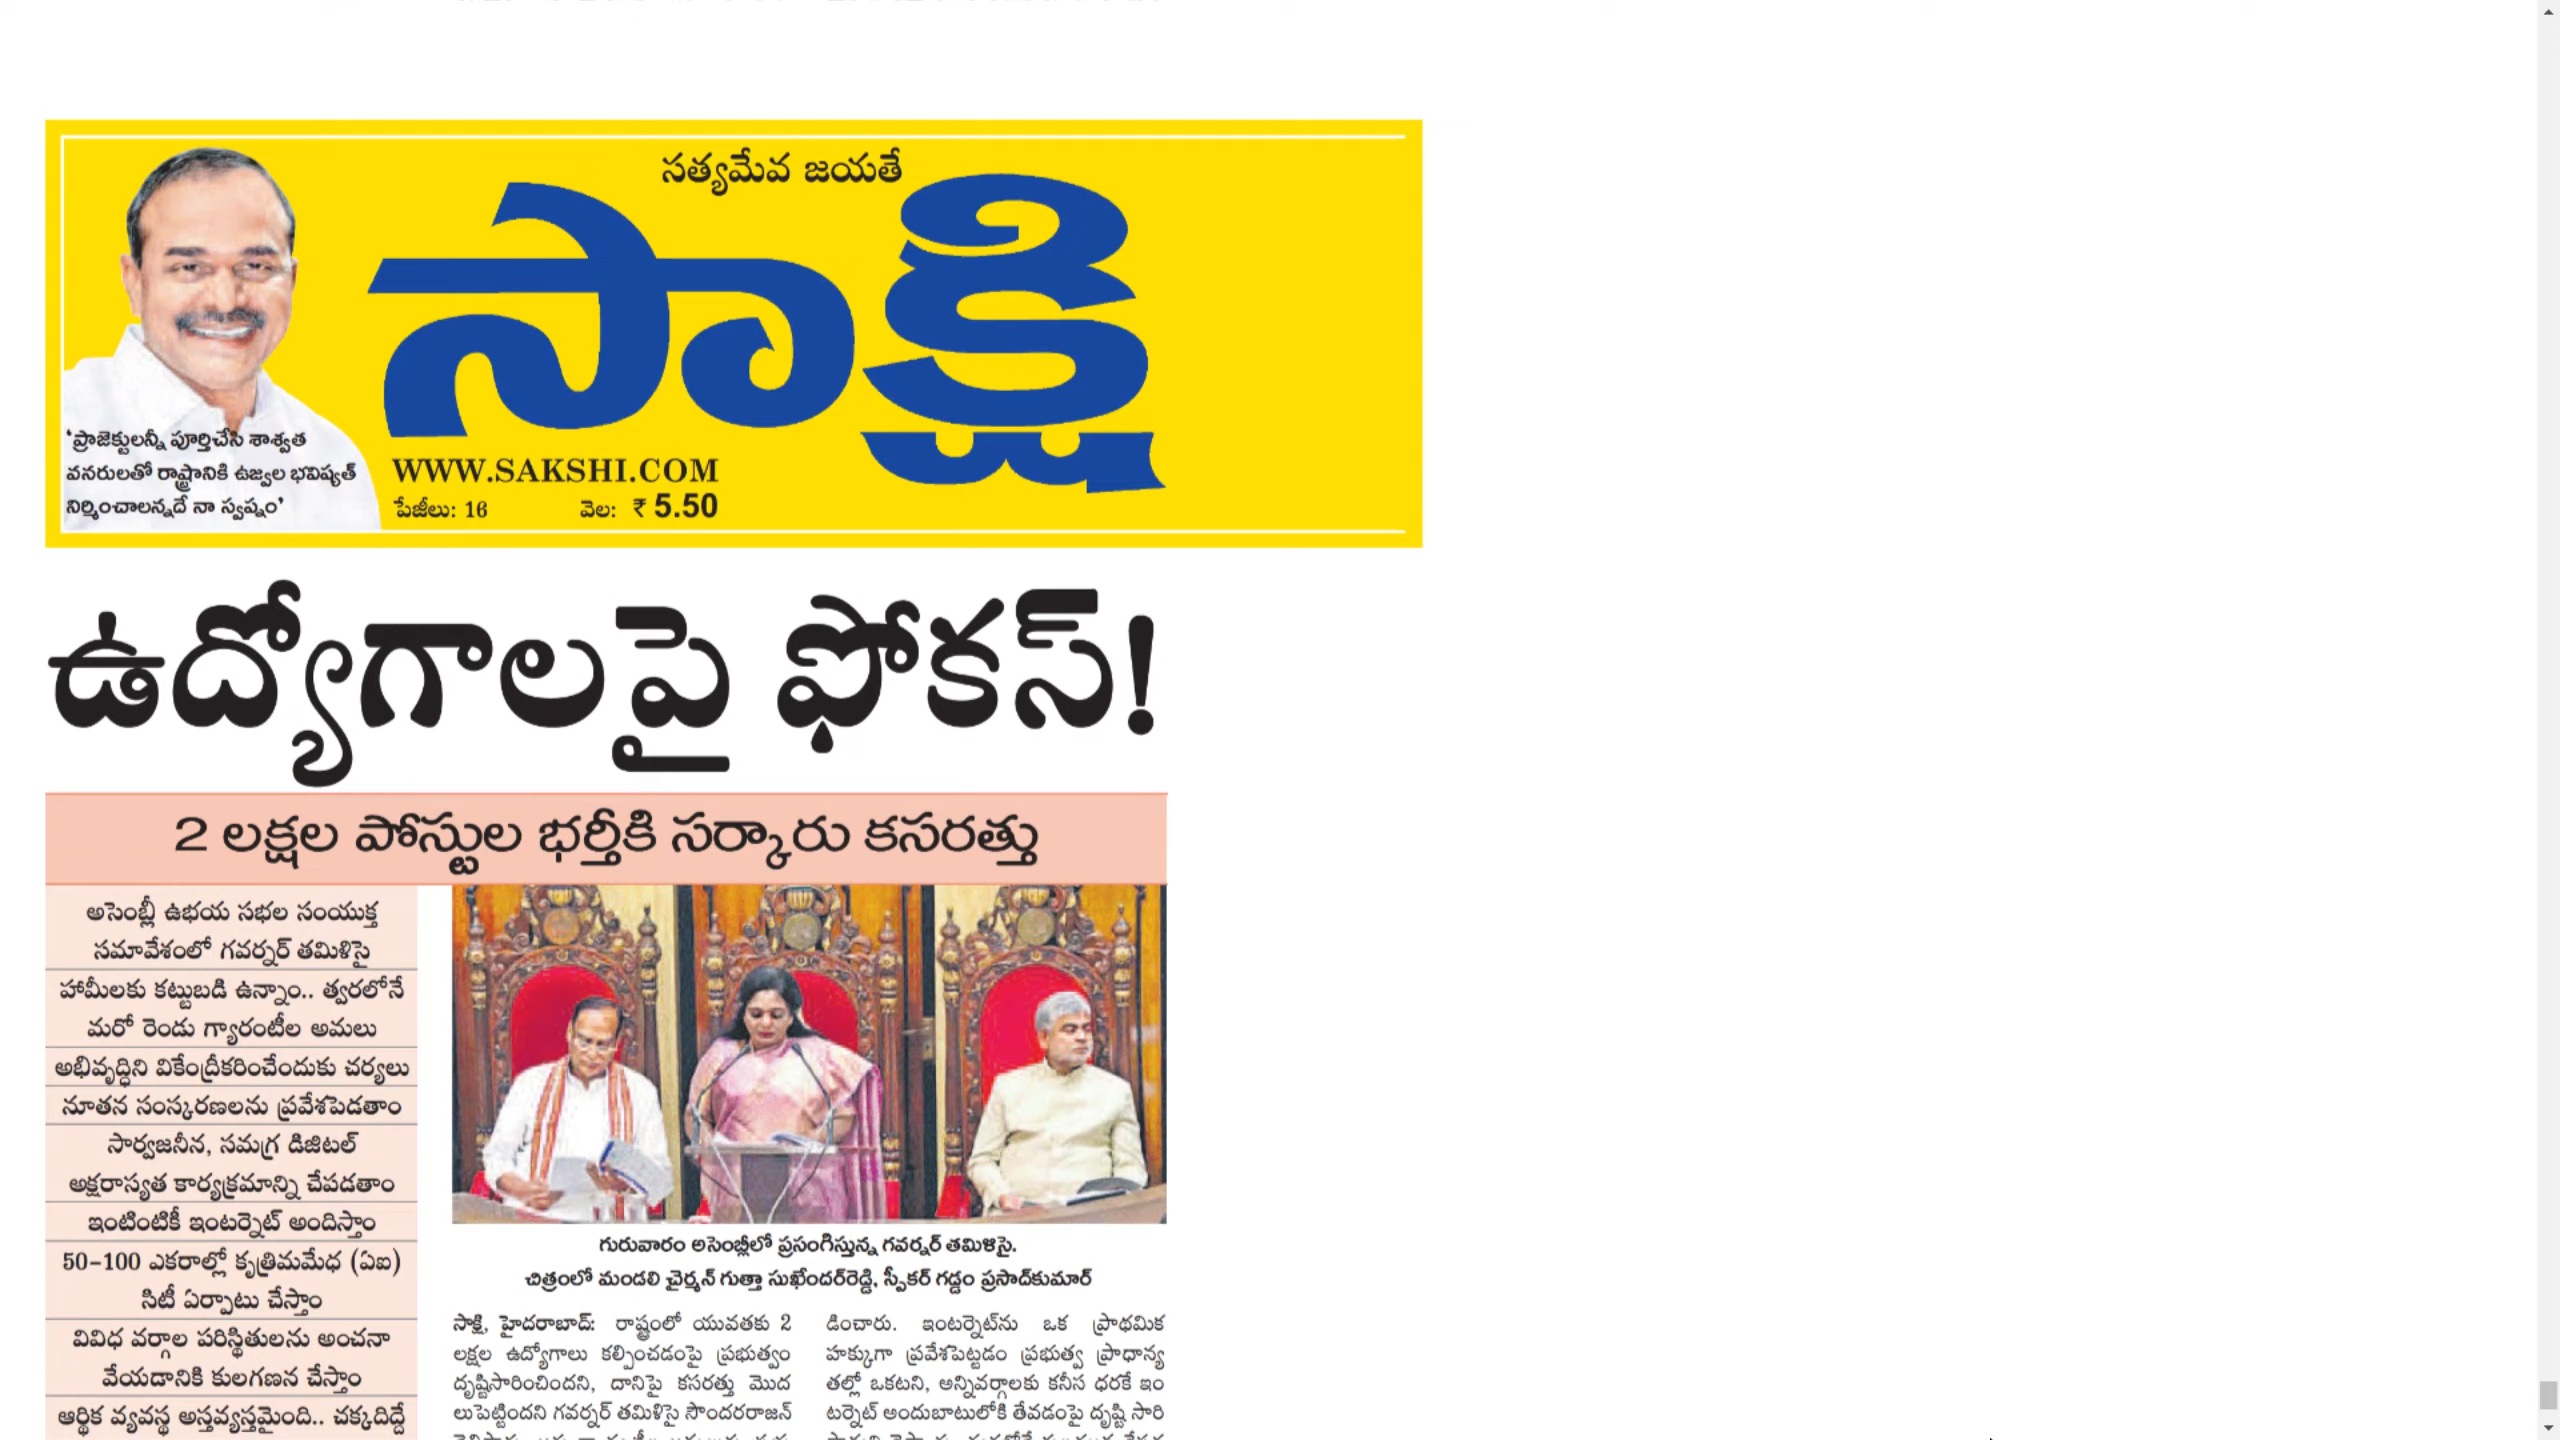 సత్యమేవ జయతే
సాక్షి
'ప్రాజెక్టులన్నీ పూర్తిచేసి శాశ్వత
వనరులతో రాష్ట్రానికి ఉజ్వల భవిష్యత్
నిర్మించాలన్నదే నా స్వప్నం'
WWW.SAKSHI.COM
పేజీలు: 16 వెల: ₹ 5.50
ఉద్యోగాలపై ఫోకస్!
2 లక్షల పోస్టుల భర్తీకి సర్కారు కసరత్తు
అసెంబ్లీ ఉభయ సభల సంయుక్త
సమావేశంలో గవర్నర్ తమిళిసై
హామీలకు కట్టుబడి ఉన్నాం.. త్వరలోనే
మరో రెండు గ్యారంటీల అమలు
అభివృద్ధిని వికేంద్రీకరించేందుకు చర్యలు
నూతన సంస్కరణలను ప్రవేశపెడతాం
సార్వజనీన, సమగ్ర డిజిటల్
అక్షరాస్యత కార్యక్రమాన్ని చేపడతాం
ఇంటింటికీ ఇంటర్నెట్ అందిస్తాం
50-100 ఎకరాల్లో కృత్రిమమేధ (ఏఐ)
సిటీ ఏర్పాటు చేస్తాం
వివిధ వర్గాల పరిస్థితులను అంచనా
వేయడానికి కులగణన చేస్తాం
ఆర్థిక వ్యవస్థ అస్తవ్యస్తమైంది.. చక్కదిద్దే
గురువారం అసెంబ్లీలో ప్రసంగిస్తున్న గవర్నర్ తమిళిసై.
చిత్రంలో మండలి చైర్మన్ గుత్తా సుఖేందర్‌రెడ్డి, స్పీకర్ గడ్డం ప్రసాద్‌కుమార్
సాక్షి, హైదరాబాద్: రాష్ట్రంలో యువతకు 2
లక్షల ఉద్యోగాలు కల్పించడంపై ప్రభుత్వం
దృష్టిసారించిందని, దానిపై కసరత్తు మొద
లుపెట్టిందని గవర్నర్ తమిళిసై సౌందరరాజన్
డించారు. ఇంటర్నెట్‌ను ఒక ప్రాథమిక
హక్కుగా ప్రవేశపెట్టడం ప్రభుత్వ ప్రాధాన్య
తల్లో ఒకటని, అన్నివర్గాలకు కనీస ధరకే ఇం
టర్నెట్ అందుబాటులోకి తేవడంపై దృష్టి సారి